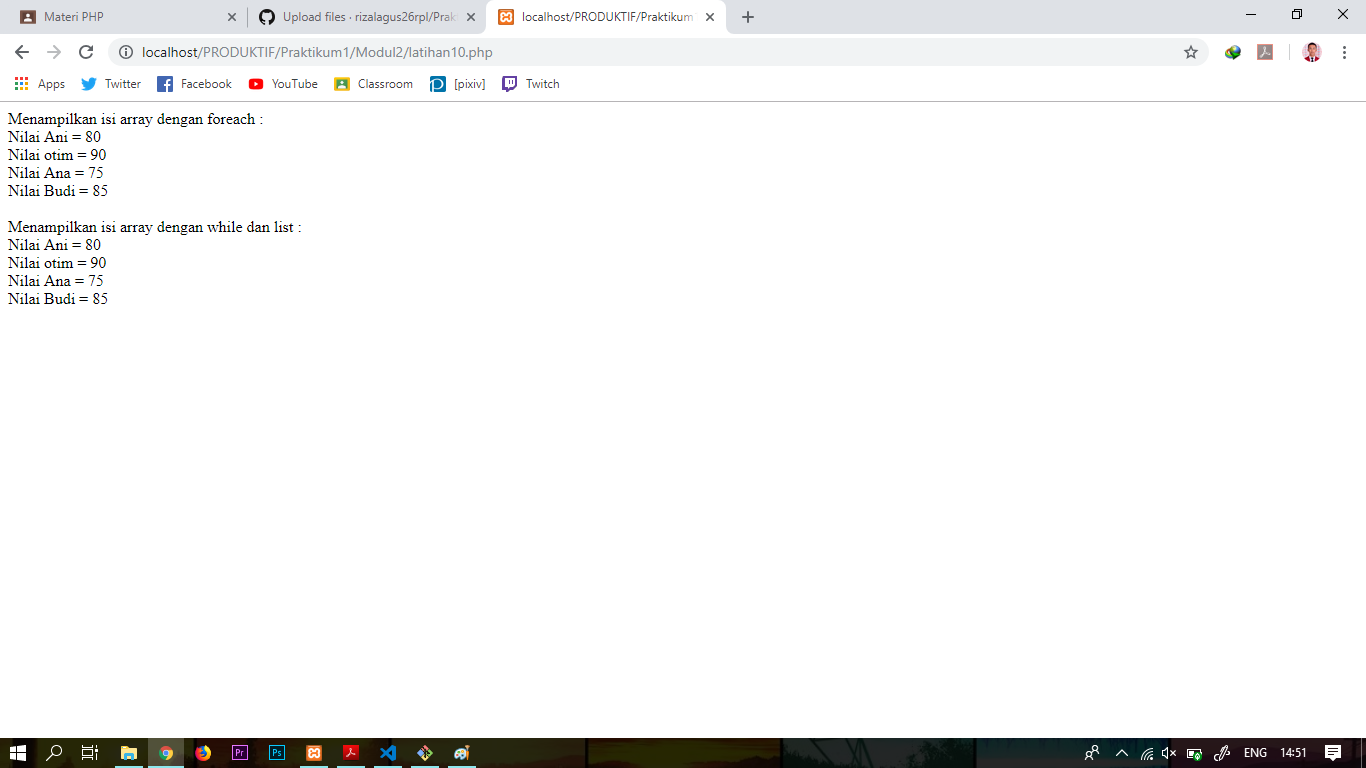 Materi PHP
Upload files · rizalagus26rpl/Prak
localhost/PRODUKTIF/Praktikum
localhost/PRODUKTIF/Praktikum1/Modul2/latihan10.php
Apps Twitter Facebook YouTube Classroom [pixiv] Twitch
Menampilkan isi array dengan foreach :
Nilai Ani = 80
Nilai otim = 90
Nilai Ana = 75
Nilai Budi = 85
Menampilkan isi array dengan while dan list :
Nilai Ani = 80
Nilai otim = 90
Nilai Ana = 75
Nilai Budi = 85
Pr Ps ENG 14:51